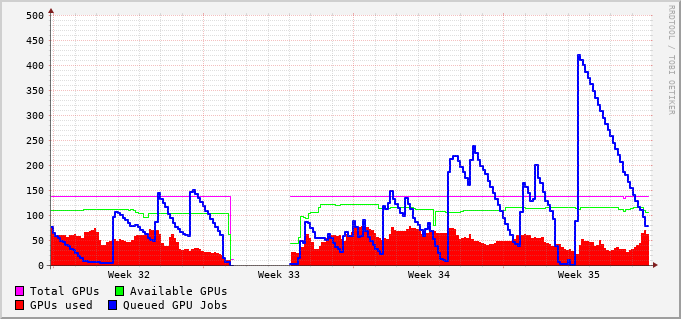 500
450
400
350
300
250
200
150
100
50
0
Week 32 Week 33 Week 34 Week 35
Total GPUs Available GPUs
GPUs used Queued GPU Jobs
RRDTOOL / TOBI OETIKER